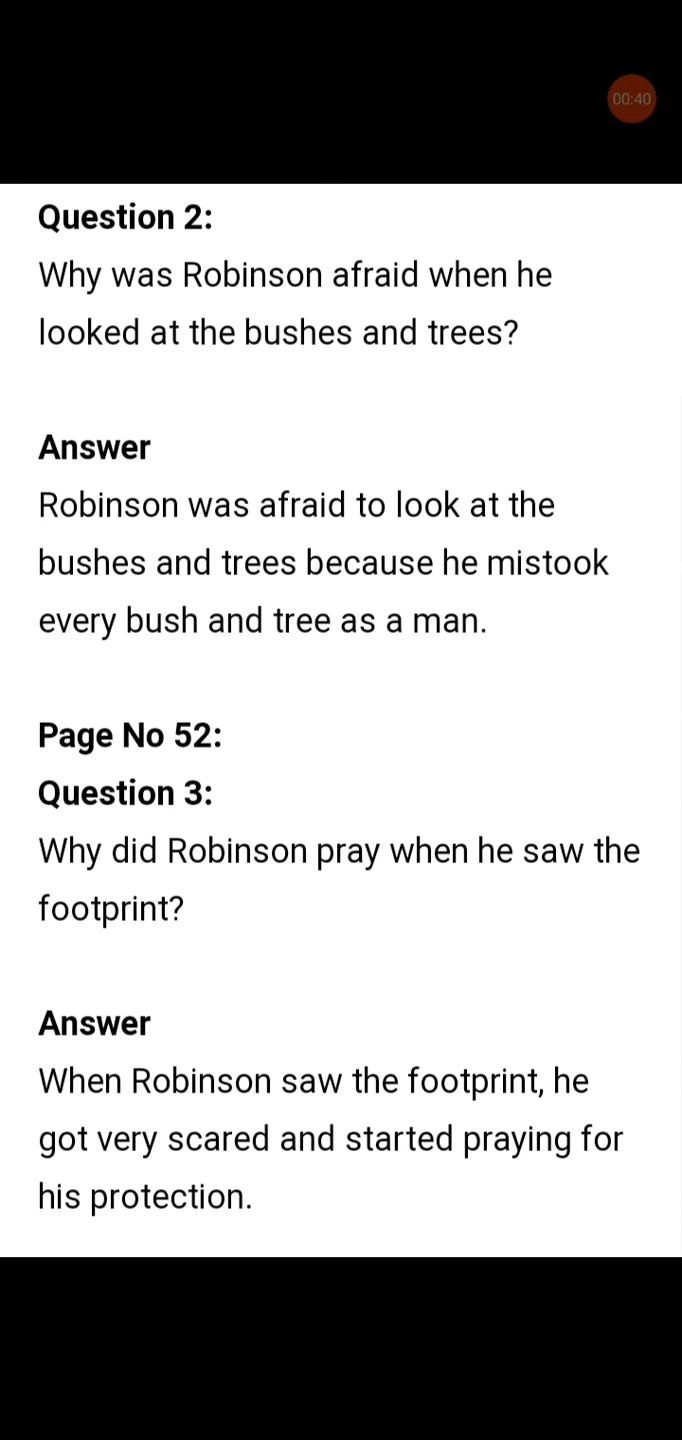 00:40
Question 2:
Why was Robinson afraid when he
looked at the bushes and trees?
Answer
Robinson was afraid to look at the
bushes and trees because he mistook
every bush and tree as a man.
Page No 52:
Question 3:
Why did Robinson pray when he saw the
footprint?
Answer
When Robinson saw the footprint, he
got very scared and started praying for
his protection.